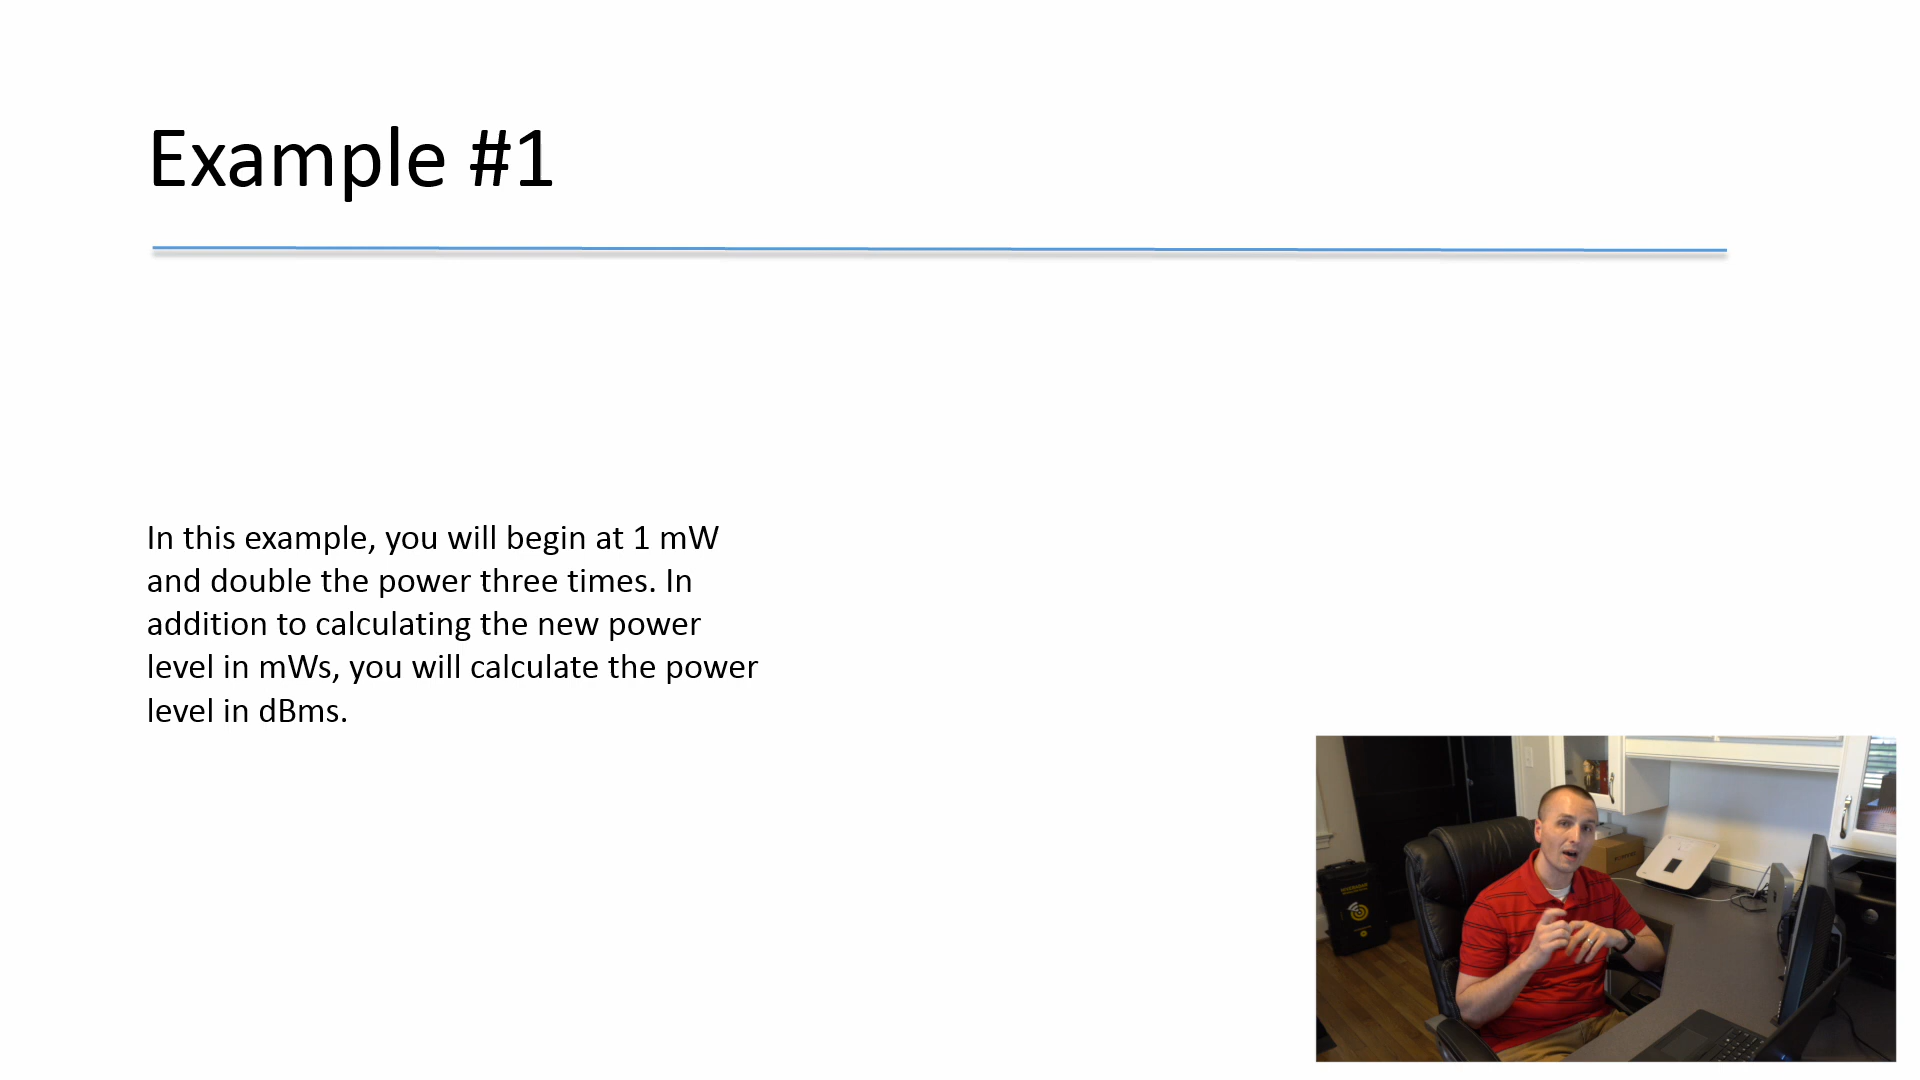 Example #1
In this example, you will begin at 1 mW
and double the power three times. In
addition to calculating the new power
level in mWs, you will calculate the power
level in dBms.